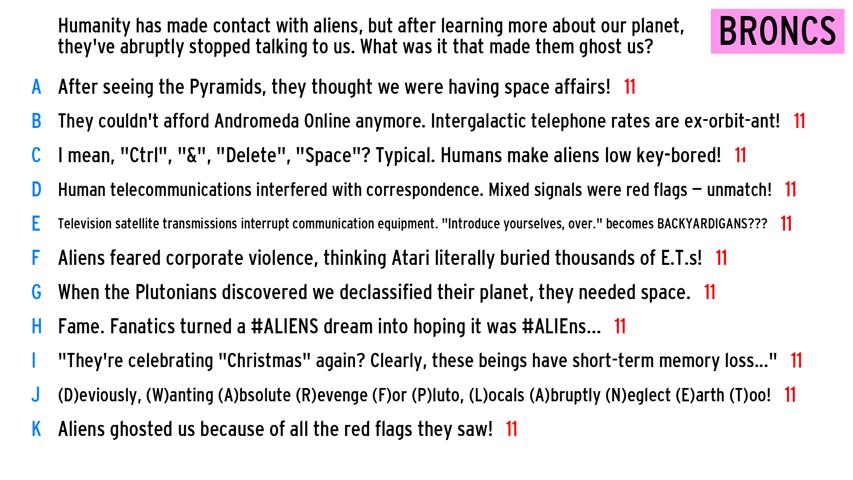 Humanity has made contact with aliens, but after learning more about our planet,
they've abruptly stopped talking to us. What was it that made them ghost us?
BRONCS
A After seeing the Pyramids, they thought we were having space affairs! 11
B They couldn't afford Andromeda Online anymore. Intergalactic telephone rates are ex-orbit-ant! 11
C I mean, "Ctrl", "&", "Delete", "Space"? Typical. Humans make aliens low key-bored! 11
D Human telecommunications interfered with correspondence. Mixed signals were red flags – unmatch! 11
E Television satellite transmissions interrupt communication equipment. "Introduce yourselves, over." becomes BACKYARDIGANS??? 11
F Aliens feared corporate violence, thinking Atari literally buried thousands of E.T.s! 11
G When the Plutonians discovered we declassified their planet, they needed space. 11
H Fame. Fanatics turned a #ALIENS dream into hoping it was #ALIEns... 11
I "They're celebrating "Christmas" again? Clearly, these beings have short-term memory loss..." 11
J (D)eviously, (W)anting (A)bsolute (R)evenge (F)or (P)luto, (L)ocals (A)bruptly (N)eglect (E)arth (T)oo! 11
K Aliens ghosted us because of all the red flags they saw! 11